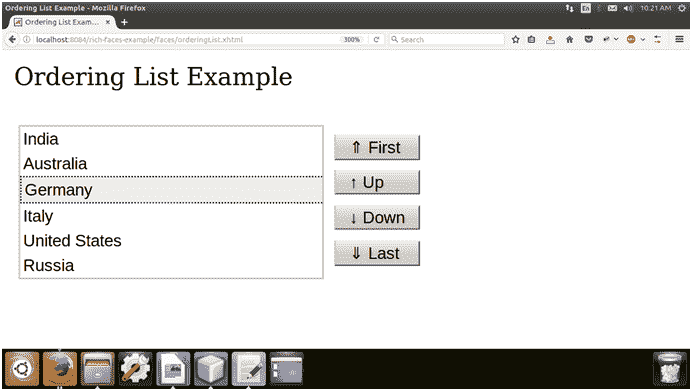 Ordering List Example - Mozilla Firefox
En
10:21 AM
Ordering List Exam...
localhost:8084/rich-faces-example/faces/orderingList.xhtml
300%
Search
Ordering List Example
India
Australia
Germany
Italy
United States
Russia
⇑ First
↑ Up
↓ Down
⇓ Last